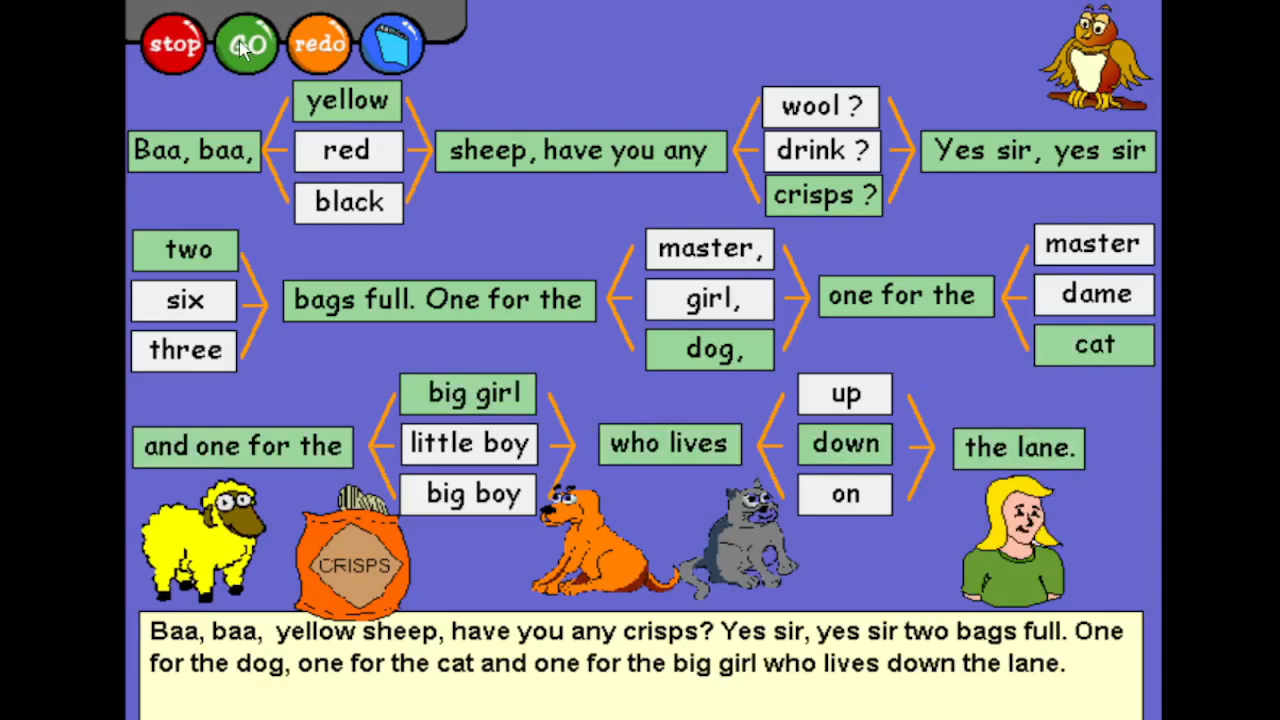 stop GO redo
yellow
red
black
Baa, baa,
sheep, have you any
wool ?
drink ?
crisps ?
Yes sir, yes sir
two
six
three
bags full. One for the
master,
girl,
dog,
one for the
master
dame
cat
and one for the
big girl
little boy
big boy
who lives
up
down
on
the lane.
CRISPS
Baa, baa, yellow sheep, have you any crisps? Yes sir, yes sir two bags full. One
for the dog, one for the cat and one for the big girl who lives down the lane.